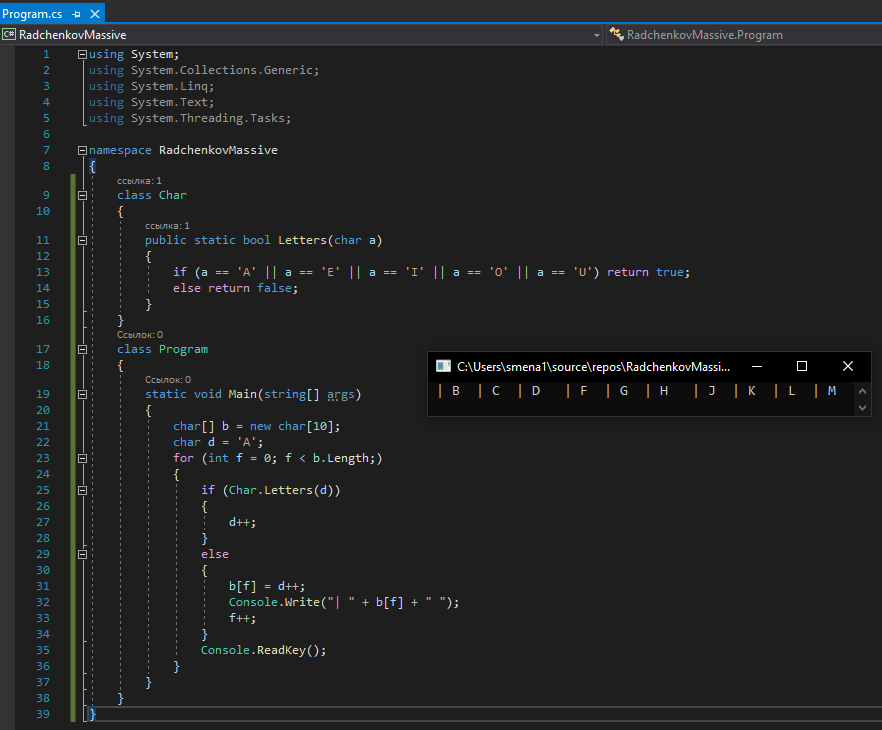 Program.cs
C# RadchenkovMassive RadchenkovMassive.Program
1 using System;
2 using System.Collections.Generic;
3 using System.Linq;
4 using System.Text;
5 using System.Threading.Tasks;
6
7 namespace RadchenkovMassive
8 {
ссылка: 1
9 class Char
10 {
ссылка: 1
11 public static bool Letters(char a)
12 {
13 if (a == 'A' || a == 'E' || a == 'I' || a == 'O' || a == 'U') return true;
14 else return false;
15 }
16 }
Ссылок: 0
17 class Program
18 {
Ссылок: 0
19 static void Main(string[] args)
20 {
21 char[] b = new char[10];
22 char d = 'A';
23 for (int f = 0; f < b.Length;)
24 {
25 if (Char.Letters(d))
26 {
27 d++;
28 }
29 else
30 {
31 b[f] = d++;
32 Console.Write("| " + b[f] + " ");
33 f++;
34 }
35 Console.ReadKey();
36 }
37 }
38 }
39 }
C:\Users\smena1\source\repos\RadchenkovMassi...
| B | C | D | F | G | H | J | K | L | M